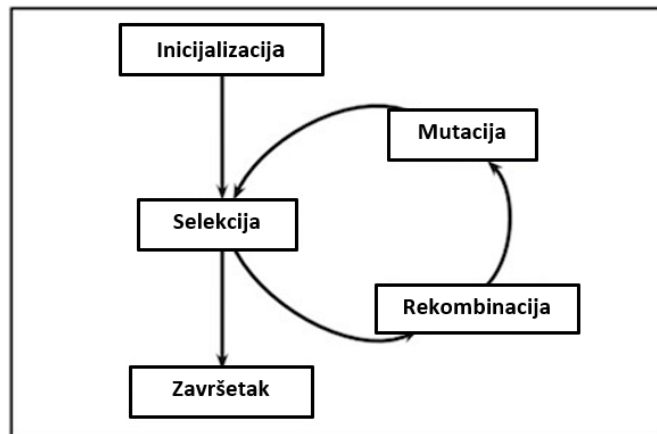 Inicijalizacija
Mutacija
Selekcija
Rekombinacija
Završetak